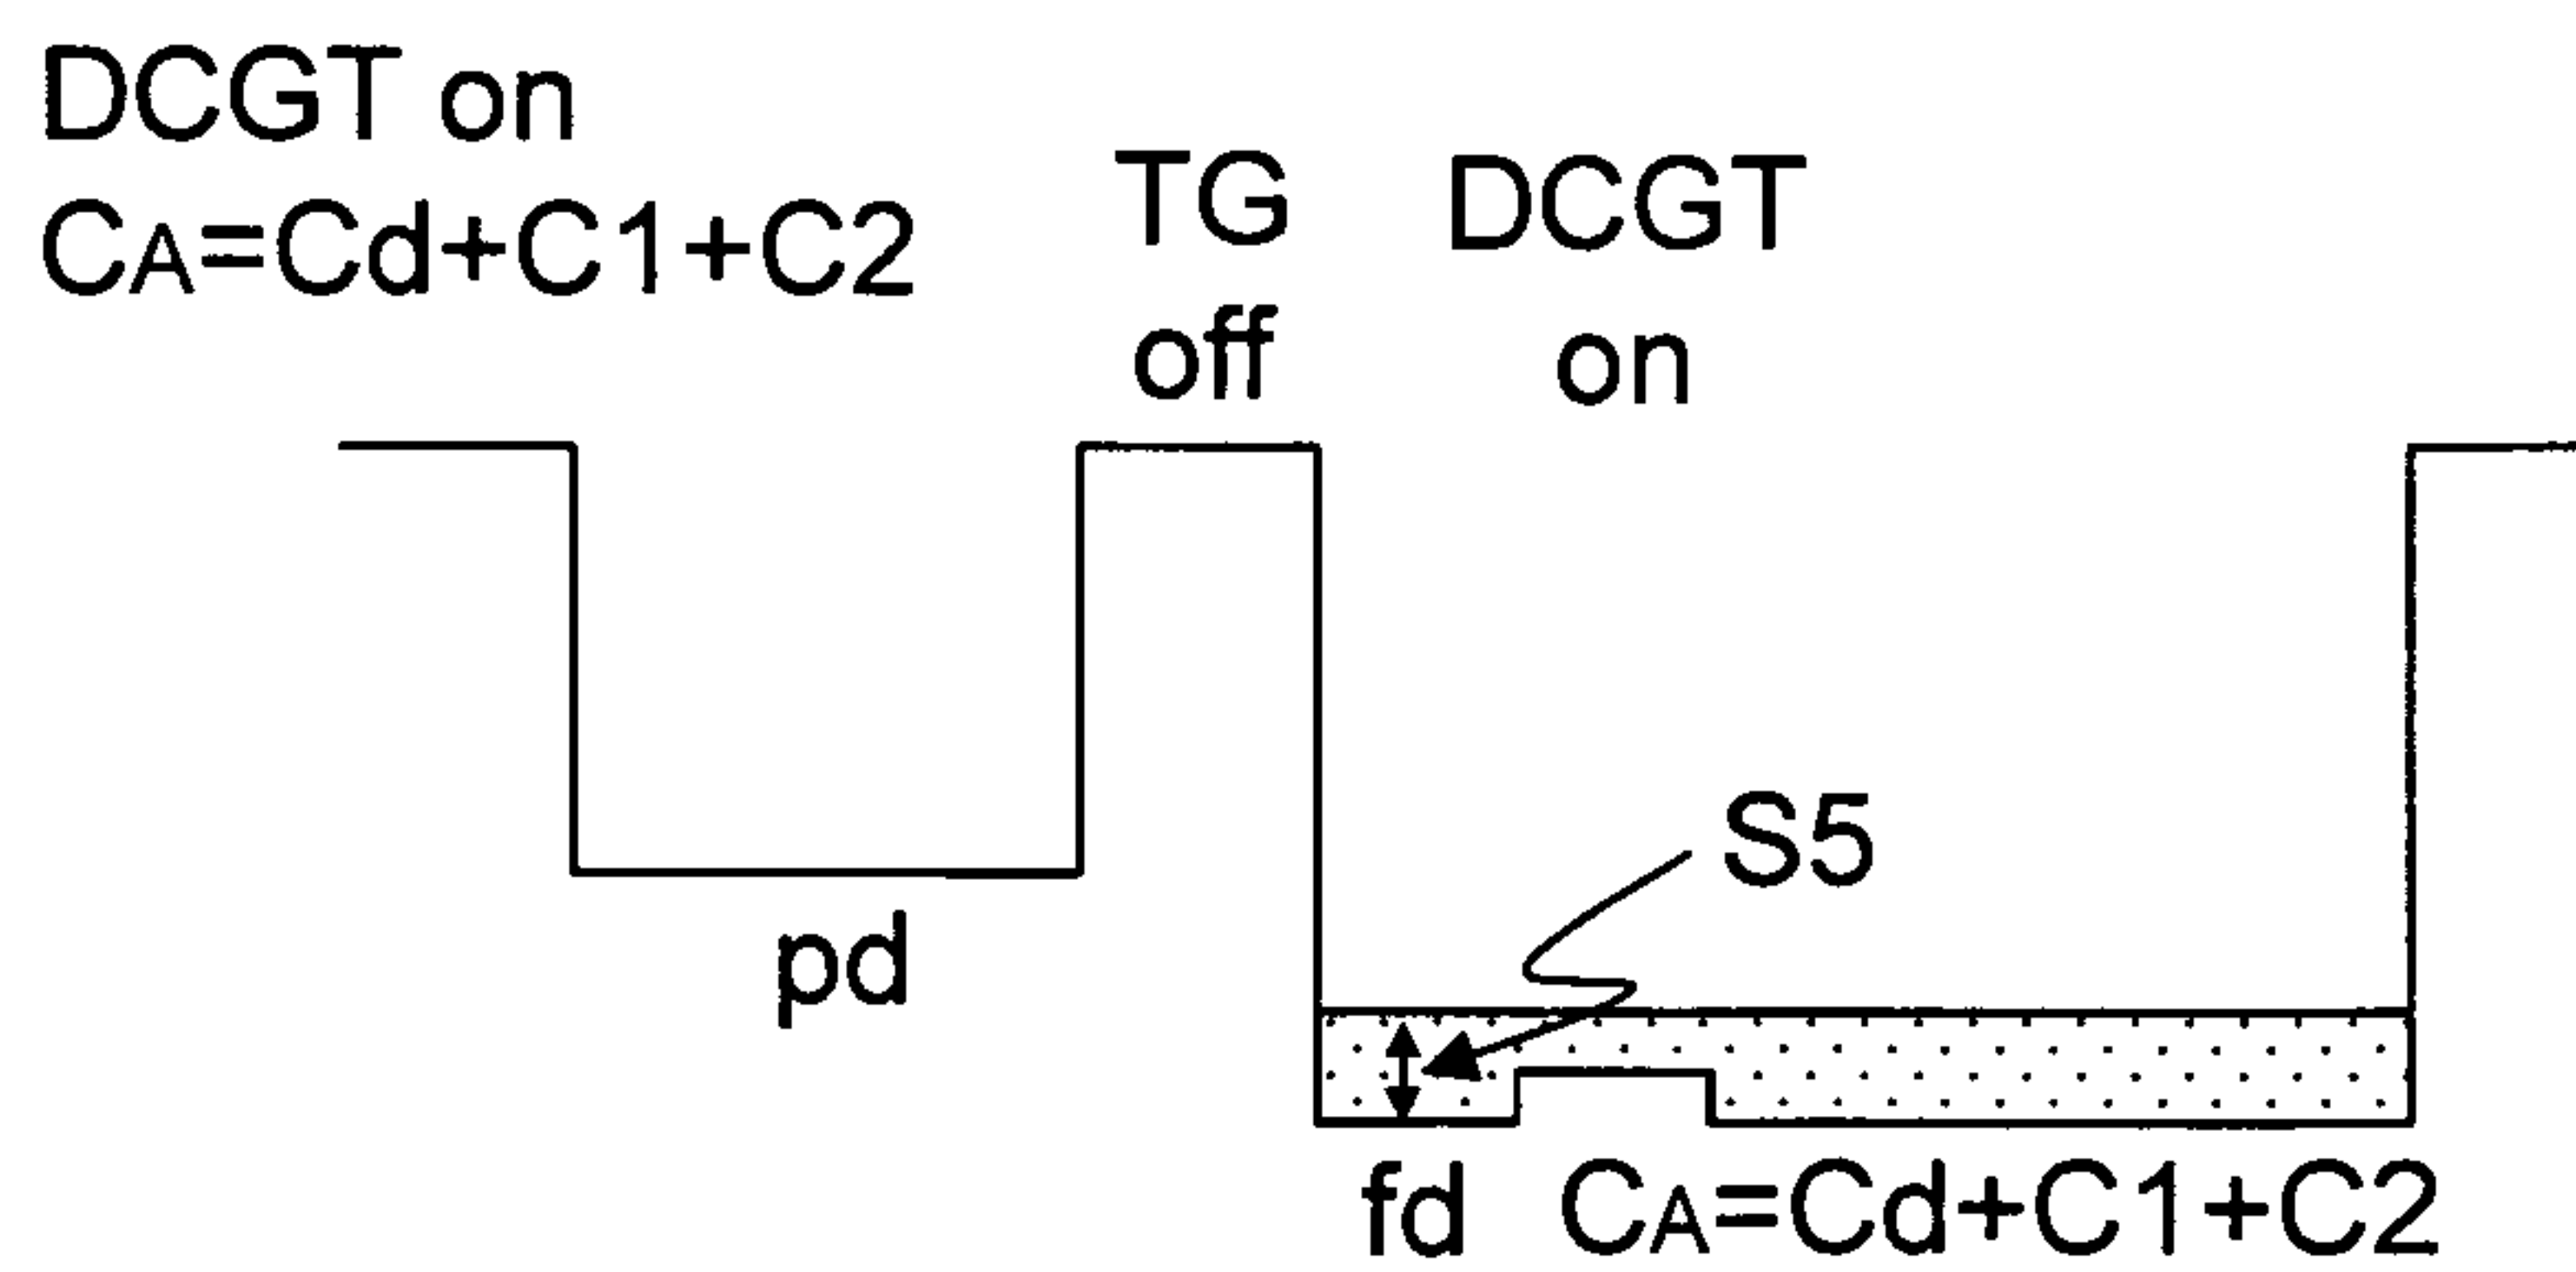 DCGT on
CA=Cd+C1+C2
TG
off
DCGT
on
pd
S5
fd
CA=Cd+C1+C2